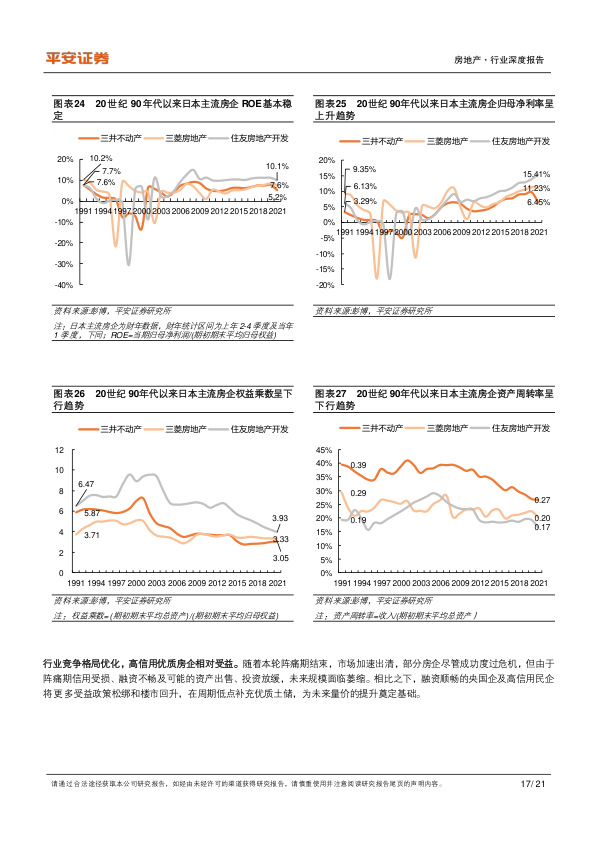 平安证券
房地产·行业深度报告
图表24 20世纪90年代以来日本主流房企ROE基本稳
定
三井不动产 三菱房地产 住友房地产开发
20%
10%
0%
-10%
-20%
-30%
-40%
10.2%
7.7%
7.6%
10.1%
7.6%
5.2%
1991 1994 1997 2000 2003 2006 2009 2012 2015 2018 2021
资料来源:彭博，平安证券研究所
注：日本主流房企为财年数据，财年统计区间为上年2-4季度及当年
1季度，下同；ROE=当期归母净利润/(期初期末平均归母权益)
图表25 20世纪90年代以来日本主流房企归母净利率呈
上升趋势
三井不动产 三菱房地产 住友房地产开发
20%
15%
10%
5%
0%
-5%
-10%
-15%
-20%
9.35%
6.13%
3.29%
15.41%
11.23%
6.45%
1991 1994 1997 2000 2003 2006 2009 2012 2015 2018 2021
资料来源:彭博，平安证券研究所
图表26 20世纪90年代以来日本主流房企权益乘数呈下
行趋势
三井不动产 三菱房地产 住友房地产开发
12
10
8
6
4
2
0
6.47
5.87
3.71
3.93
3.33
3.05
1991 1994 1997 2000 2003 2006 2009 2012 2015 2018 2021
资料来源:彭博，平安证券研究所
注：权益乘数=(期初期末平均总资产)/(期初期末平均归母权益)
图表27 20世纪90年代以来日本主流房企资产周转率呈
下行趋势
三井不动产 三菱房地产 住友房地产开发
45%
40%
35%
30%
25%
20%
15%
10%
5%
0%
0.39
0.29
0.19
0.27
0.20
0.17
1991 1994 1997 2000 2003 2006 2009 2012 2015 2018 2021
资料来源:彭博，平安证券研究所
注：资产周转率=收入/(期初期末平均总资产)
行业竞争格局优化，高信用优质房企相对受益。随着本轮阵痛期结束，市场加速出清，部分房企尽管成功度过危机，但由于
阵痛期信用受损、融资不畅及可能的资产出售、投资放缓，未来规模面临萎缩。相比之下，融资顺畅的央国企及高信用民企
将更多受益政策松绑和楼市回升，在周期低点补充优质土储，为未来量价的提升奠定基础。
请通过合法途径获取本公司研究报告，如经由未经许可的渠道获得研究报告，请慎重使用并注意阅读研究报告尾页的声明内容。
17/ 21